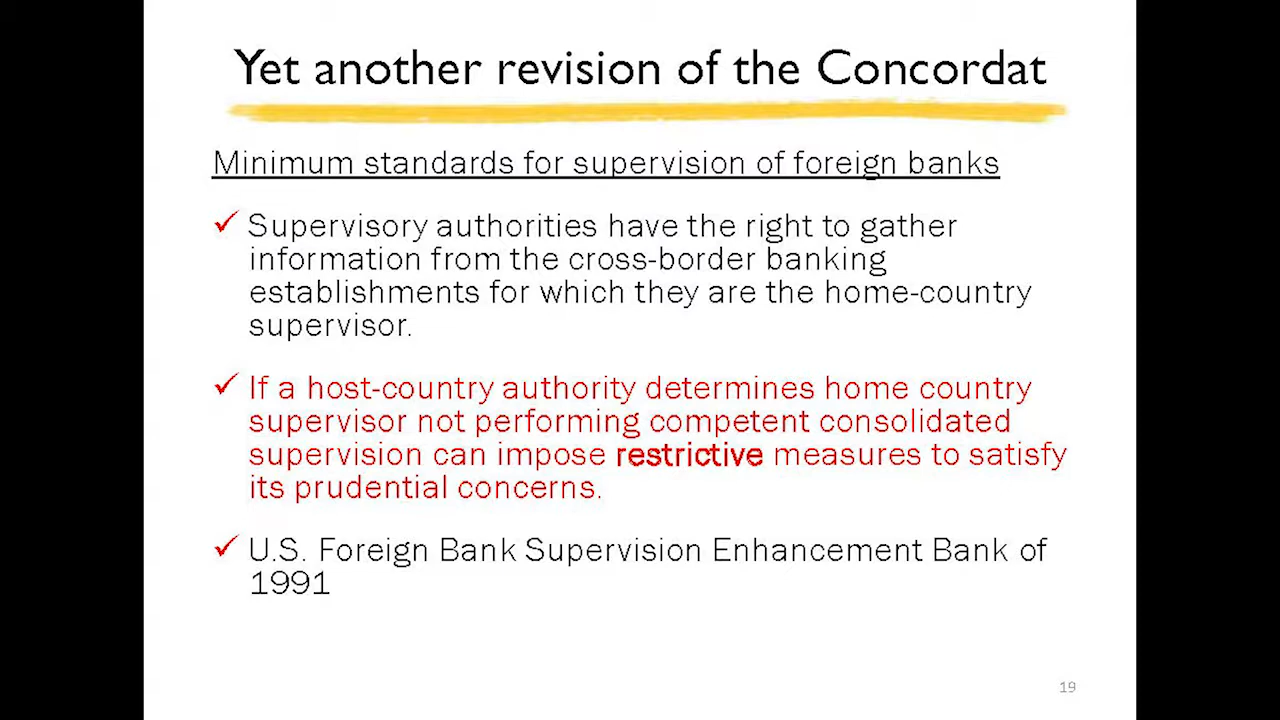 Yet another revision of the Concordat
Minimum standards for supervision of foreign banks
✓ Supervisory authorities have the right to gather
information from the cross-border banking
establishments for which they are the home-country
supervisor.
✓ If a host-country authority determines home country
supervisor not performing competent consolidated
supervision can impose restrictive measures to satisfy
its prudential concerns.
✓ U.S. Foreign Bank Supervision Enhancement Bank of
1991
19